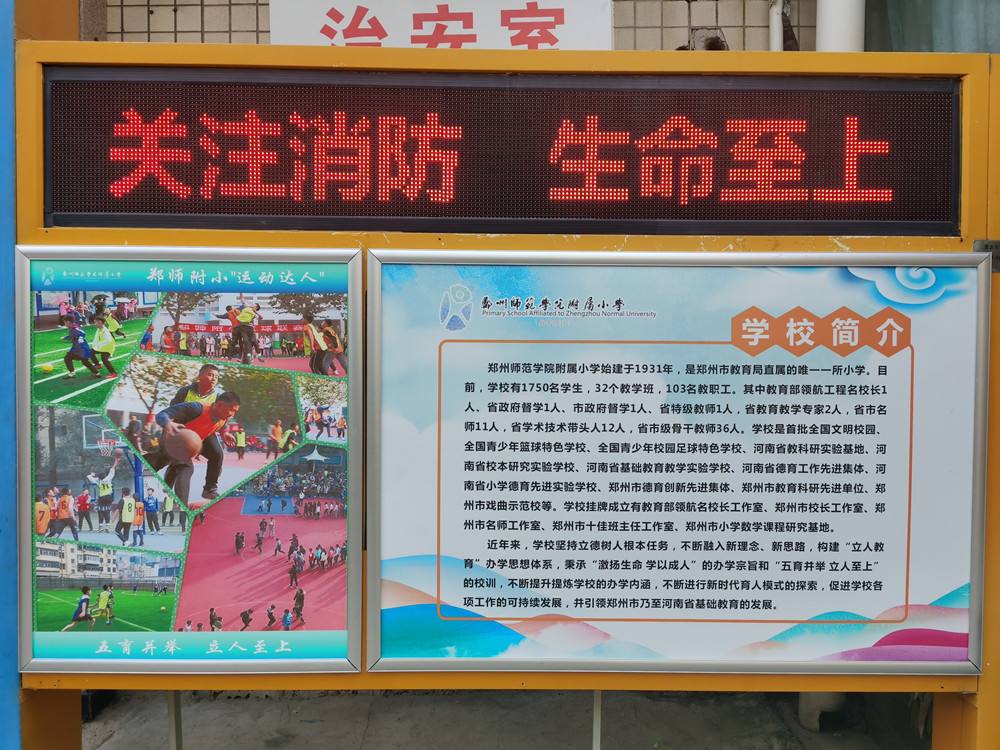 治安室
关注消防 生命至上
郑师附小"运动达人"
五育并举 立人至上
郑州师范学院附属小学
Primary School Affiliated to Zhengzhou Normal University
学校简介
郑州师范学院附属小学始建于1931年，是郑州市教育局直属的唯一一所小学。目
前，学校有1750名学生，32个教学班，103名教职工。其中教育部领航工程名校长1
人、省政府督学1人、市政府督学1人、省特级教师1人，省教育教学专家2人，省市名
师11人，省学术技术带头人12人，省市级骨干教师36人。学校是首批全国文明校园、
全国青少年篮球特色学校、全国青少年校园足球特色学校、河南省教科研实验基地、河
南省校本研究实验学校、河南省基础教育教学实验学校、河南省德育工作先进集体、河
南省小学德育先进实验学校、郑州市德育创新先进集体、郑州市教育科研先进单位、郑
州市戏曲示范校等。学校挂牌成立有教育部领航名校长工作室、郑州市校长工作室、郑
州市名师工作室、郑州市十佳班主任工作室、郑州市小学数学课程研究基地。
近年来，学校坚持立德树人根本任务，不断融入新理念、新思路，构建“立人教
育”办学思想体系，秉承“激扬生命 学以成人”的办学宗旨和“五育并举 立人至上”
的校训，不断提升提炼学校的办学内涵，不断进行新时代育人模式的探索，促进学校各
项工作的可持续发展，并引领郑州市乃至河南省基础教育的发展。